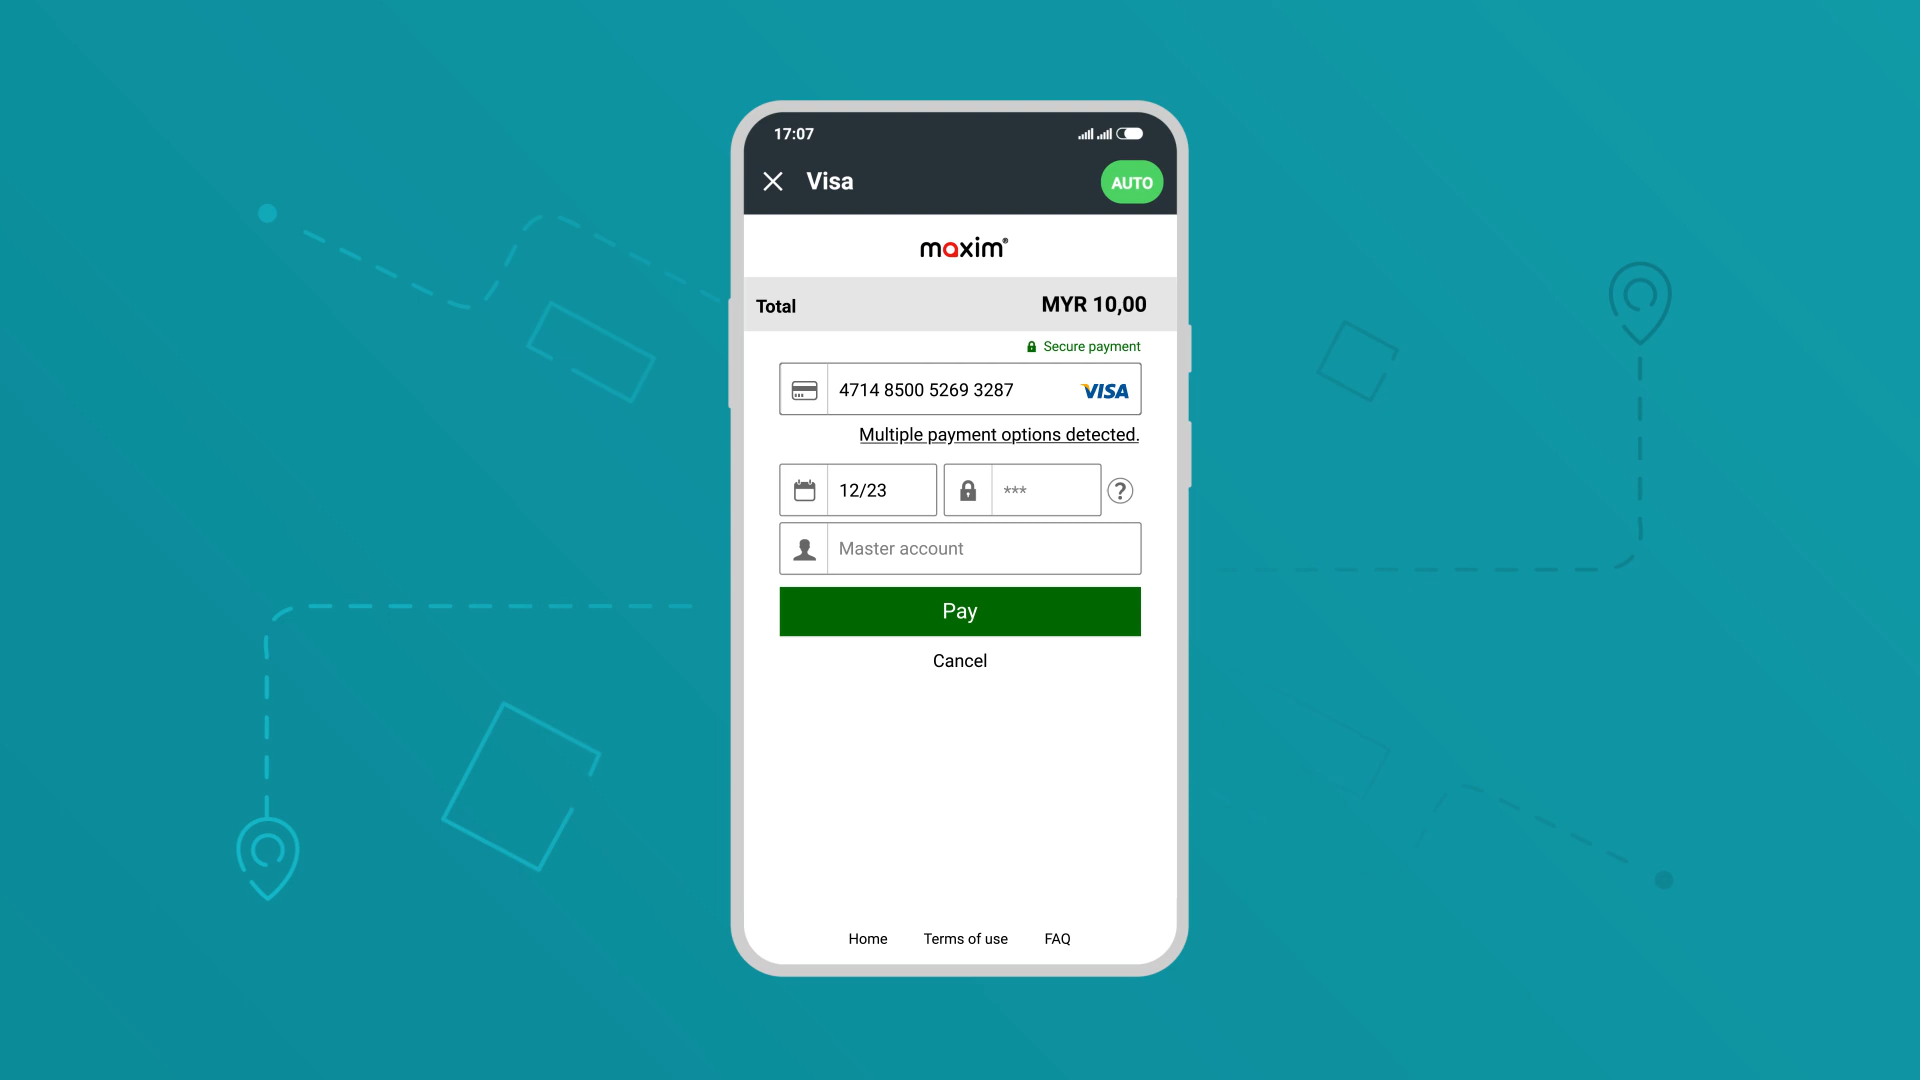 17:07
Visa
AUTO
maxim®
Total
MYR 10,00
Secure payment
4714 8500 5269 3287
VISA
Multiple payment options detected.
12/23
***
?
Master account
Pay
Cancel
Home
Terms of use
FAQ